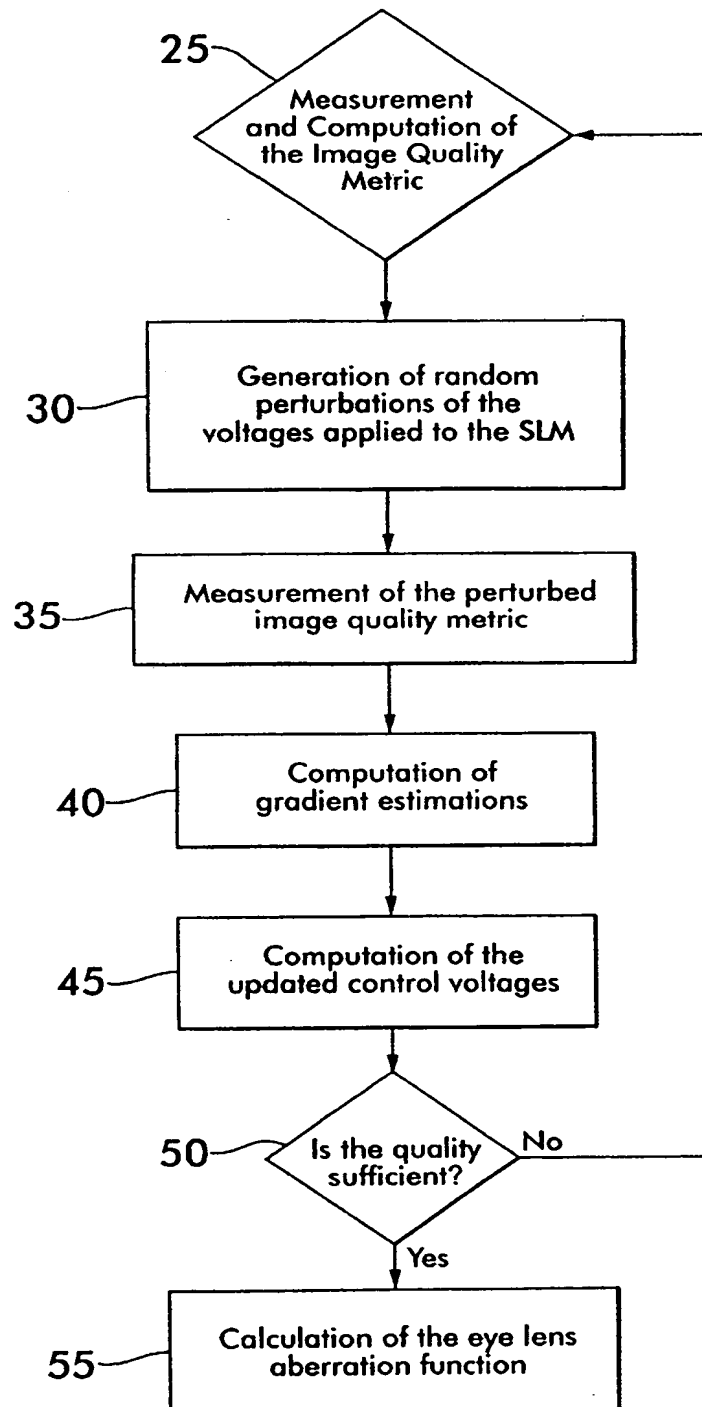 25
Measurement
and Computation of
the Image Quality
Metric
30
Generation of random
perturbations of the
voltages applied to the SLM
35
Measurement of the perturbed
image quality metric
40
Computation of
gradient estimations
45
Computation of the
updated control voltages
50
Is the quality
sufficient?
No
Yes
55
Calculation of the eye lens
aberration function